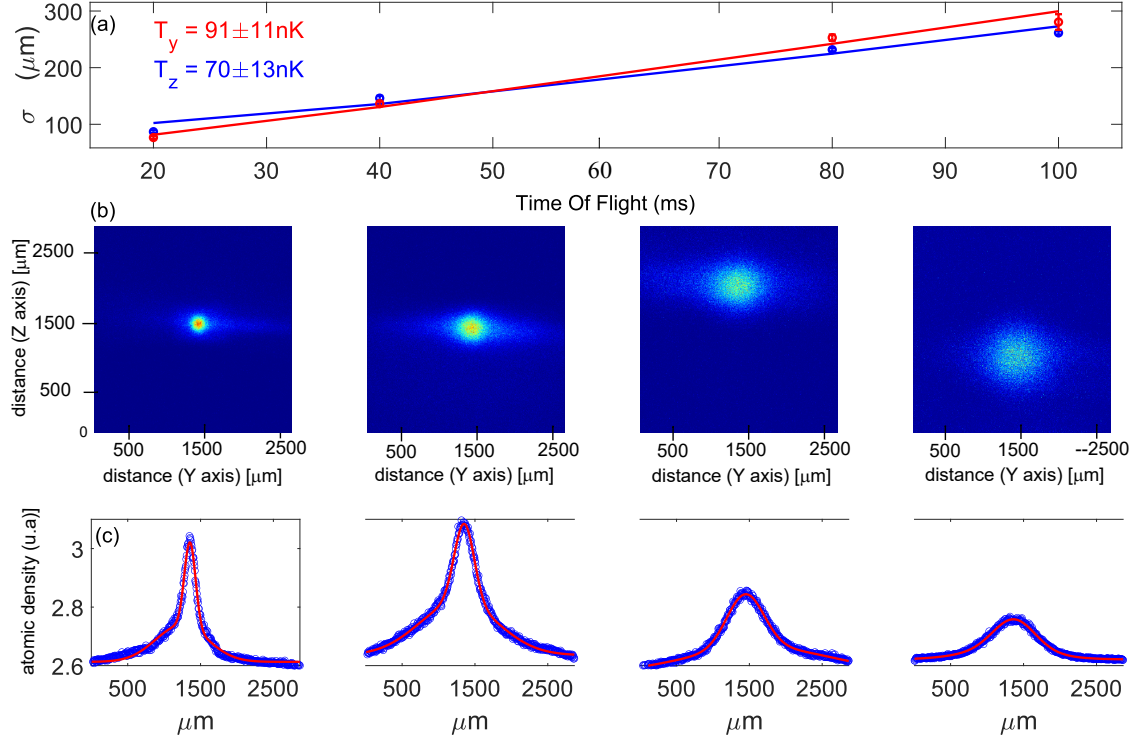 (a)
T_y = 91±11nK
T_z = 70±13nK
σ (μm)
300
200
100
20 30 40 50 60 70 80 90 100
Time Of Flight (ms)
(b)
distance (Z axis) [μm]
2500
1500
500
0
500 1500 2500 500 1500 2500 500 1500 2500 500 1500 --2500
distance (Y axis) [μm] distance (Y axis) [μm] distance (Y axis) [μm] distance (Y axis) [μm]
(c)
atomic density (u.a)]
3
2.8
2.6
500 1500 2500 500 1500 2500 500 1500 2500 500 1500 2500
μm μm μm μm